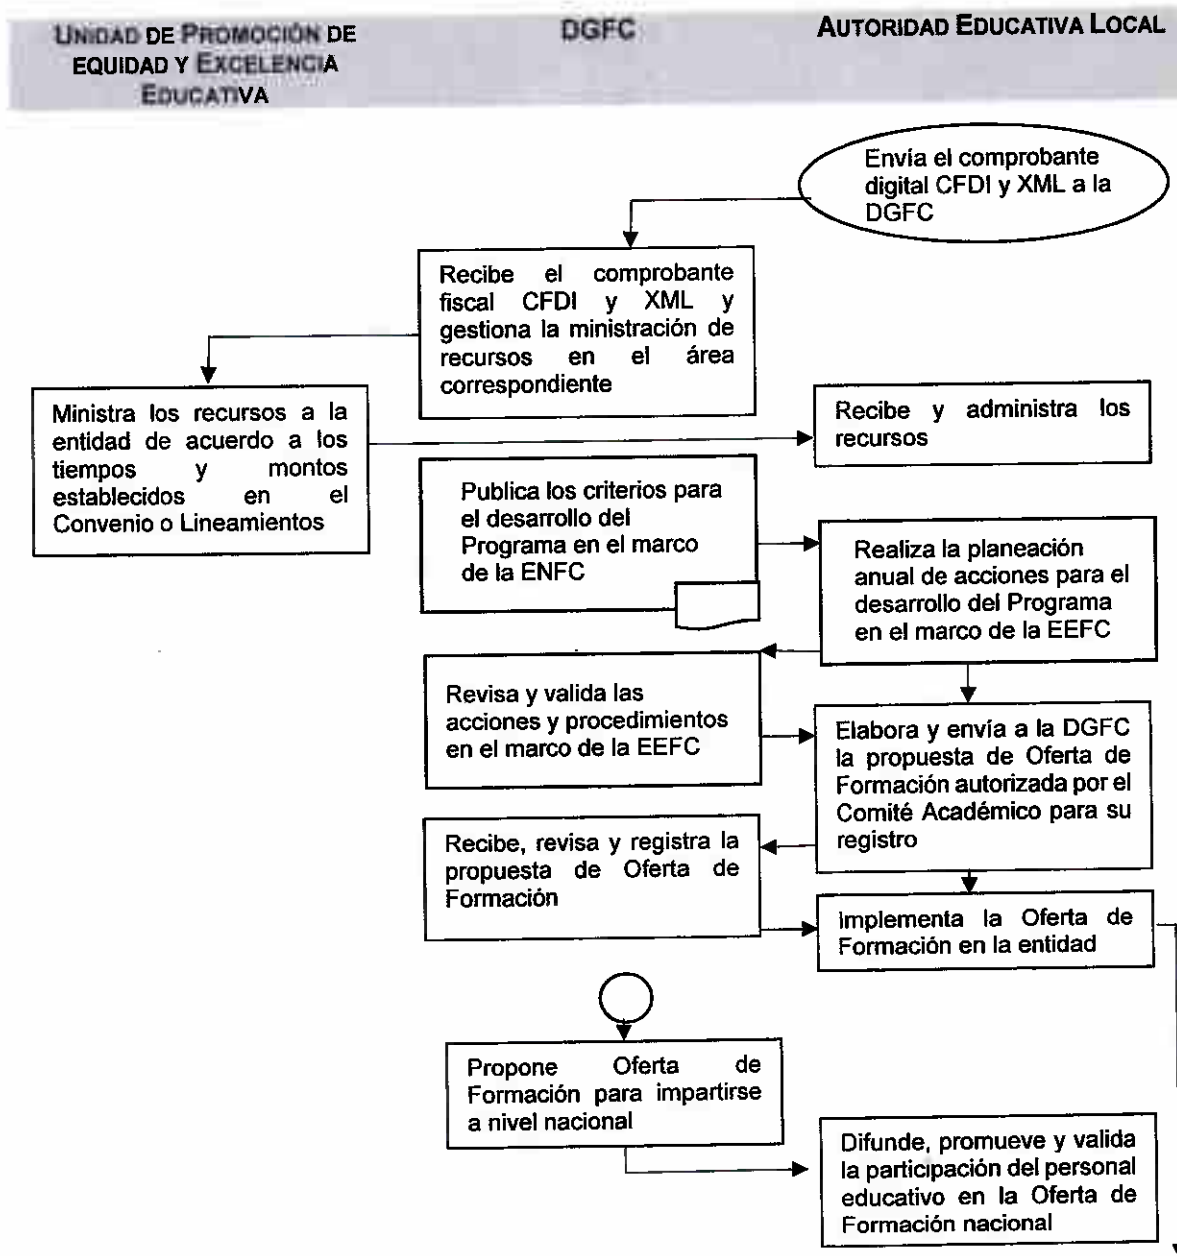 UNIDAD DE PROMOCIÓN DE
EQUIDAD Y EXCELENCIA
EDUCATIVA
DGFC
AUTORIDAD EDUCATIVA LOCAL
Envía el comprobante
digital CFDI y XML a la
DGFC
Recibe el comprobante
fiscal CFDI y XML y
gestiona la ministración de
recursos en el área
correspondiente
Ministra los recursos a la
entidad de acuerdo a los
tiempos y montos
establecidos en el
Convenio o Lineamientos
Recibe y administra los
recursos
Publica los criterios para
el desarrollo del
Programa en el marco
de la ENFC
Realiza la planeación
anual de acciones para el
desarrollo del Programa
en el marco de la EEFC
Revisa y valida las
acciones y procedimientos
en el marco de la EEFC
Elabora y envía a la DGFC
la propuesta de Oferta de
Formación autorizada por el
Comité Académico para su
registro
Recibe, revisa y registra la
propuesta de Oferta de
Formación
Implementa la Oferta de
Formación en la entidad
Propone Oferta de
Formación para impartirse
a nivel nacional
Difunde, promueve y valida
la participación del personal
educativo en la Oferta de
Formación nacional